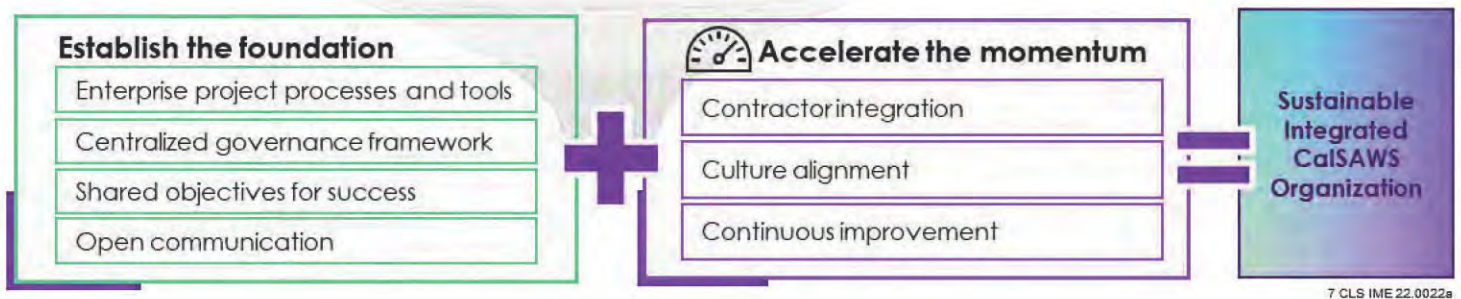 Establish the foundation
Enterprise project processes and tools
Centralized governance framework
Shared objectives for success
Open communication
Accelerate the momentum
Contractor integration
Culture alignment
Continuous improvement
Sustainable
Integrated
CalSAWS
Organization
7 CLS IME 22.0022a